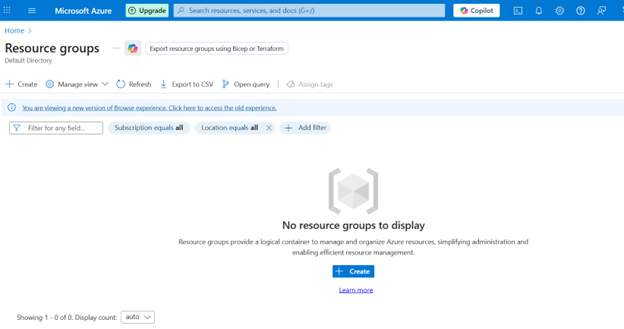 Microsoft Azure Upgrade Search resources, services, and docs (G+/) Copilot
Home >
Resource groups ... Export resource groups using Bicep or Terraform
Default Directory
Create Manage view Refresh Export to CSV Open query Assign tags
You are viewing a new version of Browse experience. Click here to access the old experience.
Filter for any field... Subscription equals all Location equals all Add filter
No resource groups to display
Resource groups provide a logical container to manage and organize Azure resources, simplifying administration and
enabling efficient resource management.
Create
Learn more
Showing 1 - 0 of 0. Display count: auto